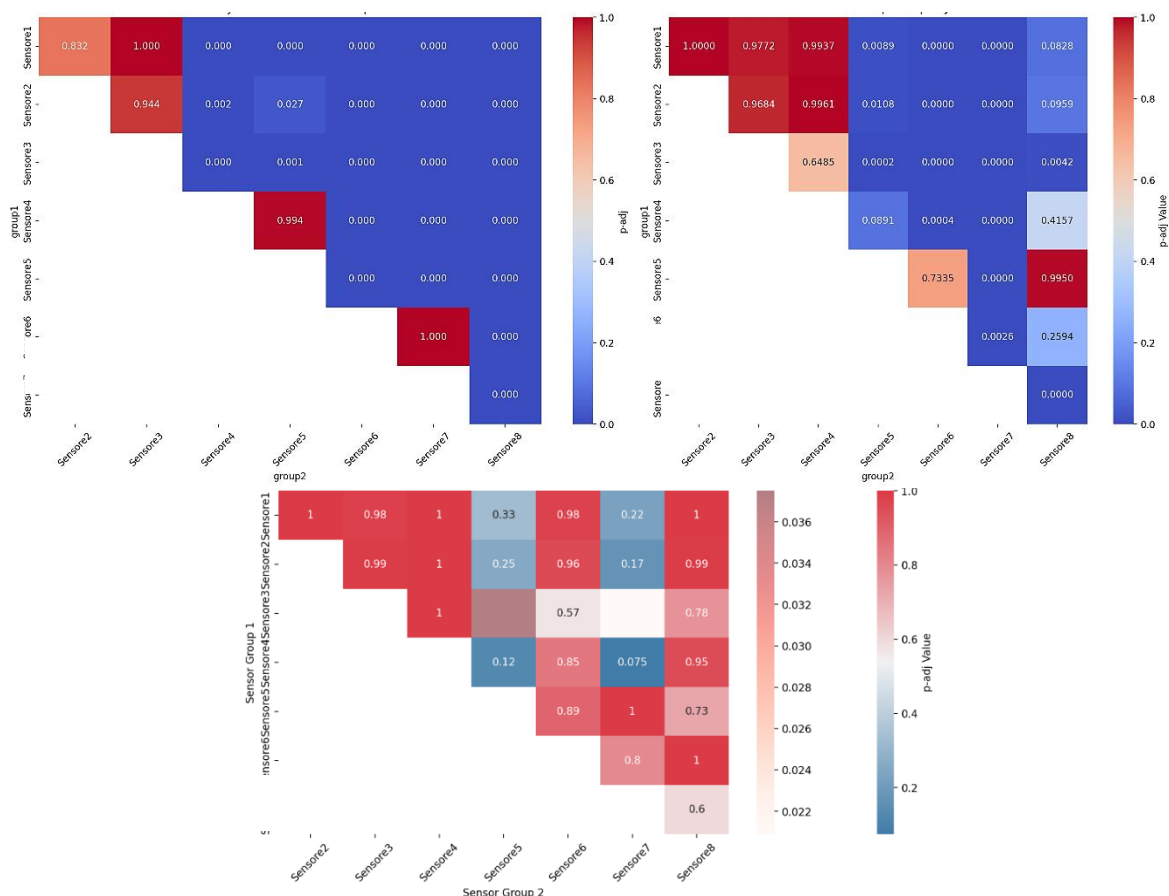 Sensore1 0.832 1.000 0.000 0.000 0.000 0.000 0.000
Sensore2 0.944 0.002 0.027 0.000 0.000 0.000
Sensore3 0.000 0.001 0.000 0.000 0.000
Sensore4 0.994 0.000 0.000 0.000
Sensore5 0.000 0.000 0.000
ore6 1.000 0.000
Sens 0.000
group1
Sensore2 Sensore3 Sensore4 Sensore5 Sensore6 Sensore7 Sensore8
group2
1.0
0.8
0.6
0.4
0.2
0.0
p-adj
Sensore1 1.0000 0.9772 0.9937 0.0089 0.0000 0.0000 0.0828
Sensore2 0.9684 0.9961 0.0108 0.0000 0.0000 0.0959
Sensore3 0.6485 0.0002 0.0000 0.0000 0.0042
Sensore4 0.0891 0.0004 0.0000 0.4157
Sensore5 0.7335 0.0000 0.9950
e6 0.0026 0.2594
Sensore 0.0000
group1
Sensore2 Sensore3 Sensore4 Sensore5 Sensore6 Sensore7 Sensore8
group2
1.0
0.8
0.6
0.4
0.2
0.0
p-adj Value
Sensore1 1 0.98 1 0.33 0.98 0.22 1
Sensore2 0.99 1 0.25 0.96 0.17 0.99
Sensore3 1 0.57 0.78
Sensore4 0.12 0.85 0.075 0.95
Sensore5 0.89 1 0.73
nsore6 0.8 1
0.6
Sensor Group 1
Sensore2 Sensore3 Sensore4 Sensore5 Sensore6 Sensore7 Sensore8
Sensor Group 2
0.036
0.034
0.032
0.030
0.028
0.026
0.024
0.022
1.0
0.8
0.6
0.4
0.2
p-adj Value